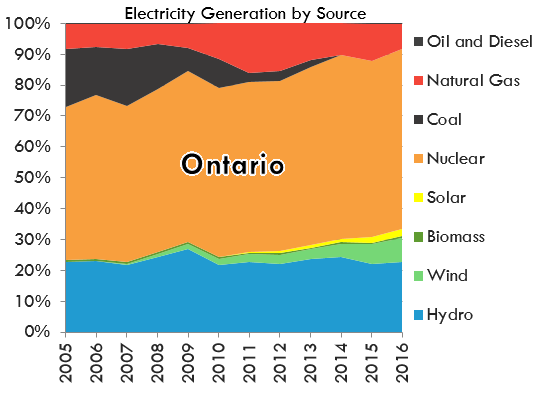 Electricity Generation by Source
100%
90%
80%
70%
60%
50%
40%
30%
20%
10%
0%
Ontario
2005
2006
2007
2008
2009
2010
2011
2012
2013
2014
2015
2016
Oil and Diesel
Natural Gas
Coal
Nuclear
Solar
Biomass
Wind
Hydro